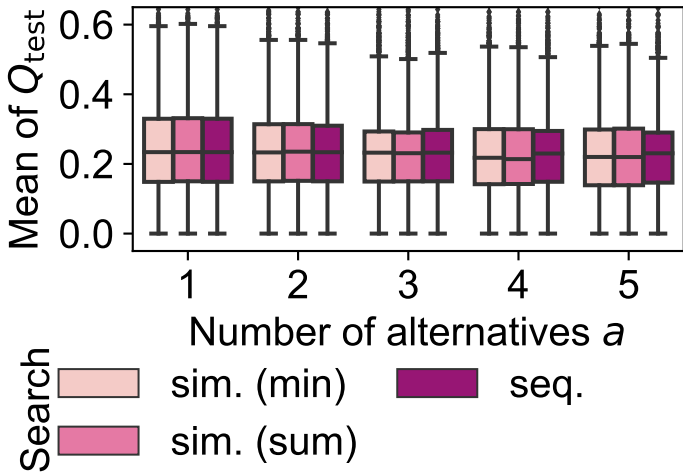 Mean of Q_test
0.6
0.4
0.2
0.0
1 2 3 4 5
Number of alternatives a
Search
sim. (min) seq.
sim. (sum)